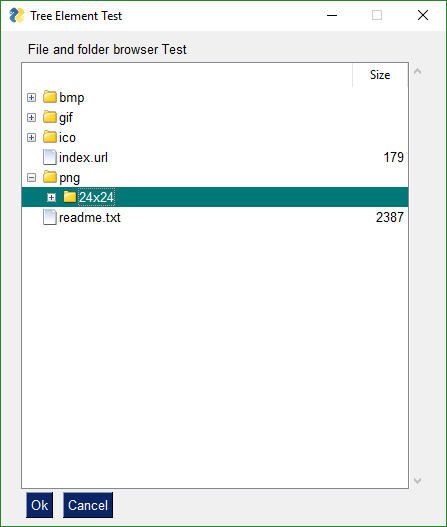 Tree Element Test
File and folder browser Test
Size
bmp
gif
ico
index.url 179
png
24x24
readme.txt 2387
Ok Cancel